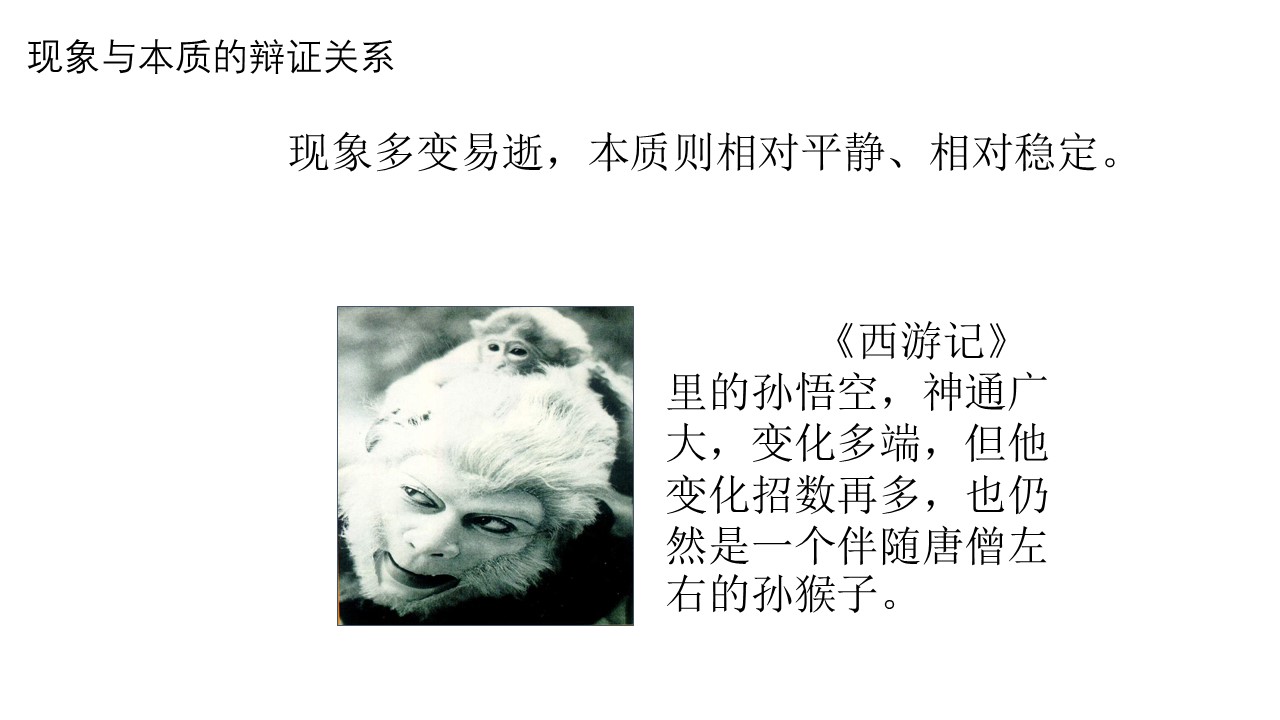 现象与本质的辩证关系
现象多变易逝，本质则相对平静、相对稳定。
《西游记》
里的孙悟空，神通广
大，变化多端，但他
变化招数再多，也仍
然是一个伴随唐僧左
右的孙猴子。